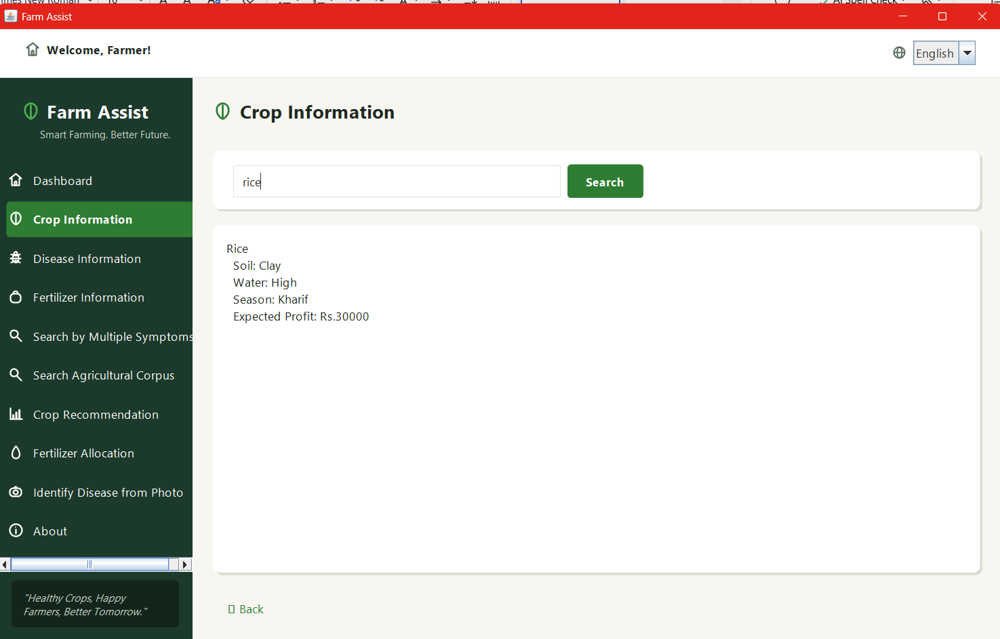 Farm Assist
Welcome, Farmer!
English
Farm Assist
Smart Farming. Better Future.
Dashboard
Crop Information
Disease Information
Fertilizer Information
Search by Multiple Symptoms
Search Agricultural Corpus
Crop Recommendation
Fertilizer Allocation
Identify Disease from Photo
About
"Healthy Crops, Happy
Farmers, Better Tomorrow."
Crop Information
rice
Search
Rice
Soil: Clay
Water: High
Season: Kharif
Expected Profit: Rs.30000
Back